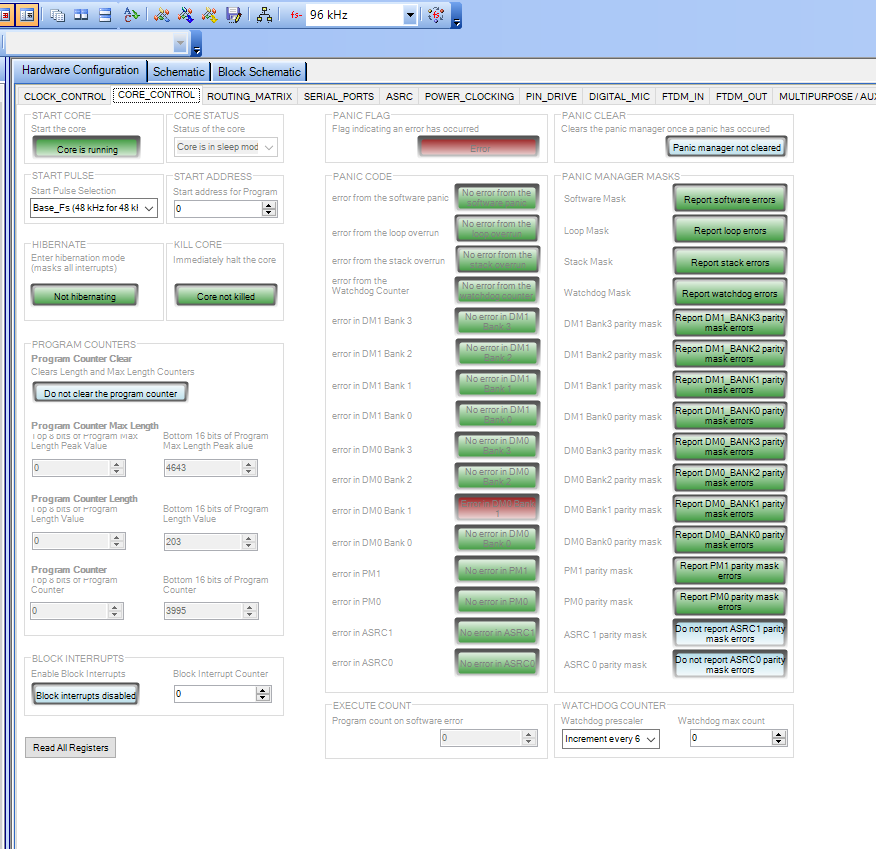 fs- 96 kHz
Hardware Configuration Schematic Block Schematic
CLOCK_CONTROL CORE_CONTROL ROUTING_MATRIX SERIAL_PORTS ASRC POWER_CLOCKING PIN_DRIVE DIGITAL_MIC FTDM_IN FTDM_OUT MULTIPURPOSE / AUX
START CORE
Start the core
Core is running
CORE STATUS
Status of the core
Core is in sleep mod
START PULSE
Start Pulse Selection
Base_Fs (48 kHz for 48 kH
START ADDRESS
Start address for Program
0
HIBERNATE
Enter hibernation mode
(masks all interrupts)
Not hibernating
KILL CORE
Immediately halt the core
Core not killed
PROGRAM COUNTERS
Program Counter Clear
Clears Length and Max Length Counters
Do not clear the program counter
Program Counter Max Length
Top 8 bits of Program Max
Length Peak Value
0
Bottom 16 bits of Program
Max Length Peak alue
4643
Program Counter Length
Top 8 bits of Program
Length Value
0
Bottom 16 bits of Program
Length Value
203
Program Counter
Top 8 bits of Program
Counter
0
Bottom 16 bits of Program
Counter
3995
BLOCK INTERRUPTS
Enable Block Interrupts
Block interrupts disabled
Block Interrupt Counter
0
Read All Registers
PANIC FLAG
Flag indicating an error has occurred
Error
PANIC CODE
error from the software panic
No error from the
software panic
error from the loop overrun
No error from the
loop overrun
error from the stack overrun
No error from the
stack overrun
error from the
Watchdog Counter
No error from the
watchdog counter
error in DM1 Bank 3
No error in DM1
Bank 3
error in DM1 Bank 2
No error in DM1
Bank 2
error in DM1 Bank 1
No error in DM1
Bank 1
error in DM1 Bank 0
No error in DM1
Bank 0
error in DM0 Bank 3
No error in DM0
Bank 3
error in DM0 Bank 2
No error in DM0
Bank 2
error in DM0 Bank 1
Error in DM0 Bank
1
error in DM0 Bank 0
No error in DM0
Bank 0
error in PM1
No error in PM1
error in PM0
No error in PM0
error in ASRC1
No error in ASRC1
error in ASRC0
No error in ASRC0
EXECUTE COUNT
Program count on software error
0
PANIC CLEAR
Clears the panic manager once a panic has occured
Panic manager not cleared
PANIC MANAGER MASKS
Software Mask
Report software errors
Loop Mask
Report loop errors
Stack Mask
Report stack errors
Watchdog Mask
Report watchdog errors
DM1 Bank3 parity mask
Report DM1_BANK3 parity
mask errors
DM1 Bank2 parity mask
Report DM1_BANK2 parity
mask errors
DM1 Bank1 parity mask
Report DM1_BANK1 parity
mask errors
DM1 Bank0 parity mask
Report DM1_BANK0 parity
mask errors
DM0 Bank3 parity mask
Report DM0_BANK3 parity
mask errors
DM0 Bank2 parity mask
Report DM0_BANK2 parity
mask errors
DM0 Bank1 parity mask
Report DM0_BANK1 parity
mask errors
DM0 Bank0 parity mask
Report DM0_BANK0 parity
mask errors
PM1 parity mask
Report PM1 parity mask
errors
PM0 parity mask
Report PM0 parity mask
errors
ASRC 1 parity mask
Do not report ASRC1 parity
mask errors
ASRC 0 parity mask
Do not report ASRC0 parity
mask errors
WATCHDOG COUNTER
Watchdog prescaler
Increment every 6
Watchdog max count
0